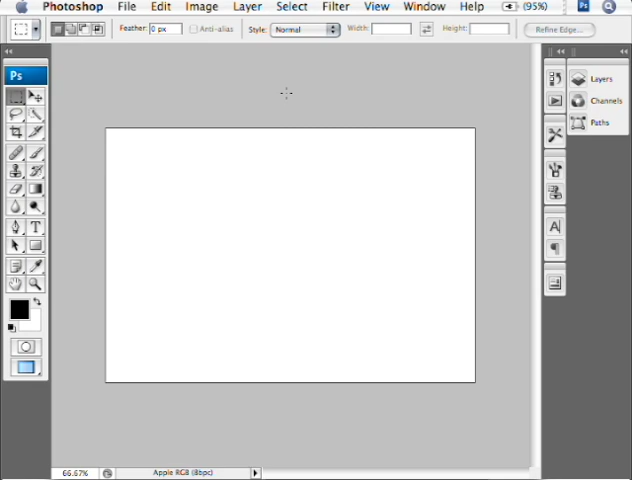 Photoshop File Edit Image Layer Select Filter View Window Help (95%) Ps
Feather: 0 px Anti-alias Style: Normal Width: Height: Refine Edge...
Ps
Layers
Channels
Paths
T
A
66.67% Apple RGB (8bpc)